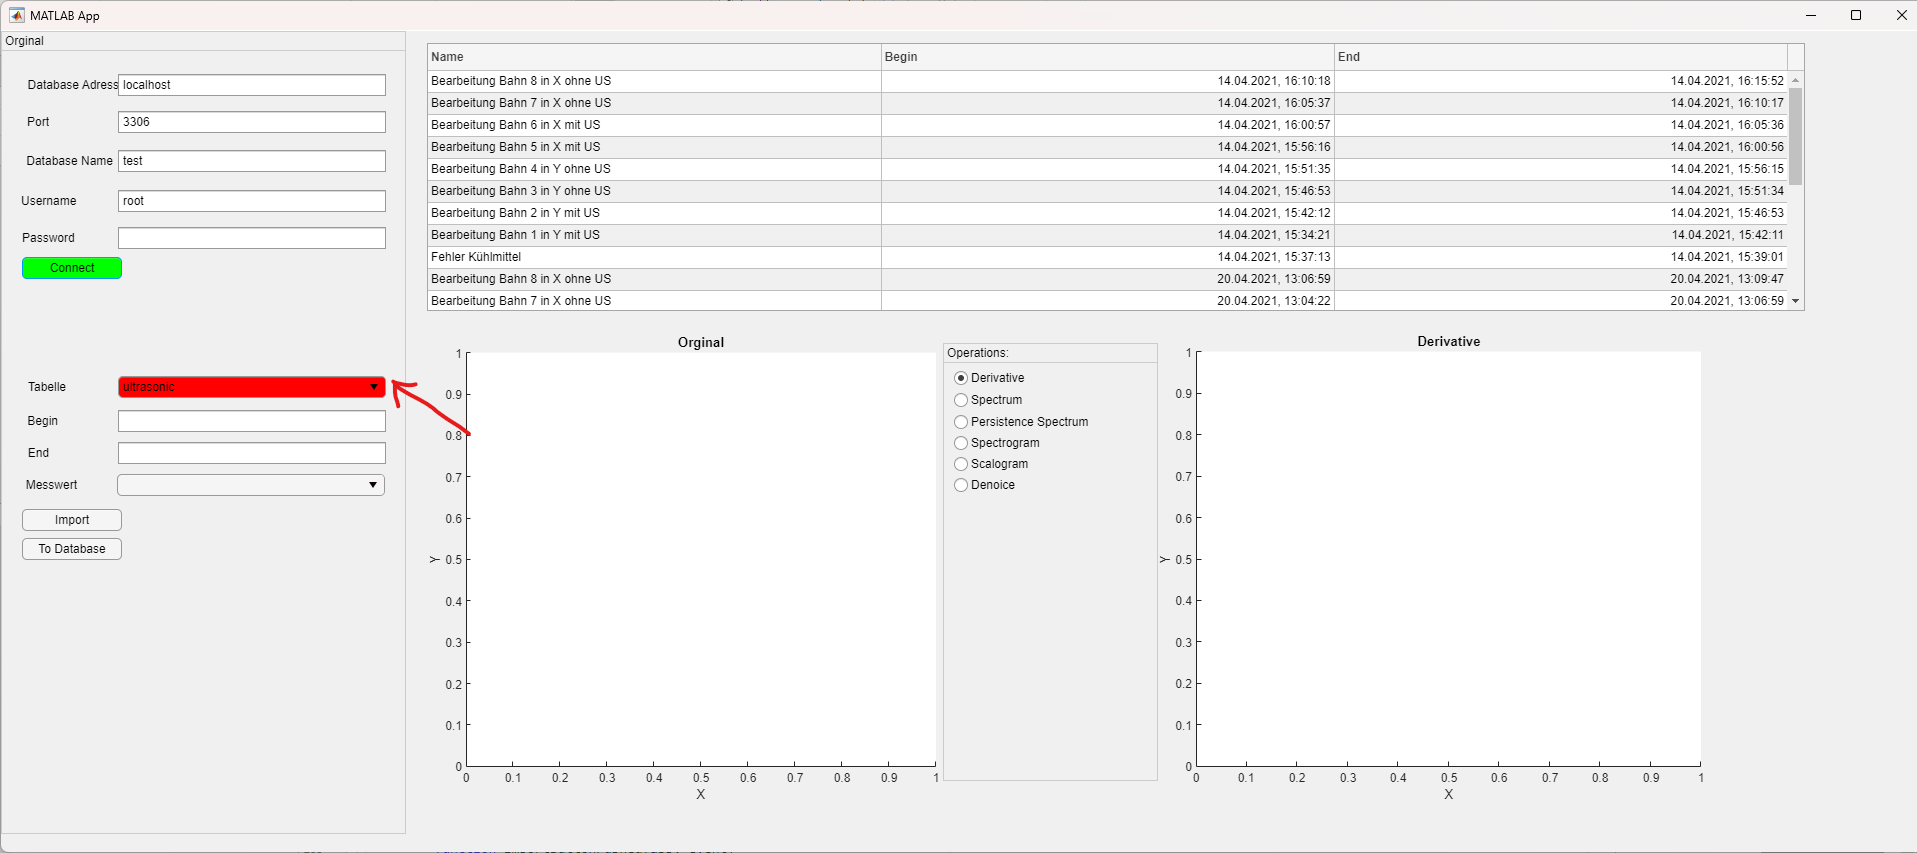 MATLAB App
Orginal
Database Adress localhost
Port 3306
Database Name test
Username root
Password
Connect
Tabelle ultrasonic
Begin
End
Messwert
Import
To Database
Name Begin End
Bearbeitung Bahn 8 in X ohne US 14.04.2021, 16:10:18 14.04.2021, 16:15:52
Bearbeitung Bahn 7 in X ohne US 14.04.2021, 16:05:37 14.04.2021, 16:10:17
Bearbeitung Bahn 6 in X mit US 14.04.2021, 16:00:57 14.04.2021, 16:05:36
Bearbeitung Bahn 5 in X mit US 14.04.2021, 15:56:16 14.04.2021, 16:00:56
Bearbeitung Bahn 4 in Y ohne US 14.04.2021, 15:51:35 14.04.2021, 15:56:15
Bearbeitung Bahn 3 in Y ohne US 14.04.2021, 15:46:53 14.04.2021, 15:51:34
Bearbeitung Bahn 2 in Y mit US 14.04.2021, 15:42:12 14.04.2021, 15:46:53
Bearbeitung Bahn 1 in Y mit US 14.04.2021, 15:34:21 14.04.2021, 15:42:11
Fehler Kühlmittel 14.04.2021, 15:37:13 14.04.2021, 15:39:01
Bearbeitung Bahn 8 in X ohne US 20.04.2021, 13:06:59 20.04.2021, 13:09:47
Bearbeitung Bahn 7 in X ohne US 20.04.2021, 13:04:22 20.04.2021, 13:06:59
Orginal
1
0.9
0.8
0.7
0.6
Y 0.5
0.4
0.3
0.2
0.1
0
0 0.1 0.2 0.3 0.4 0.5 0.6 0.7 0.8 0.9 1
X
Operations:
Derivative
Spectrum
Persistence Spectrum
Spectrogram
Scalogram
Denoice
Derivative
1
0.9
0.8
0.7
0.6
Y 0.5
0.4
0.3
0.2
0.1
0
0 0.1 0.2 0.3 0.4 0.5 0.6 0.7 0.8 0.9 1
X